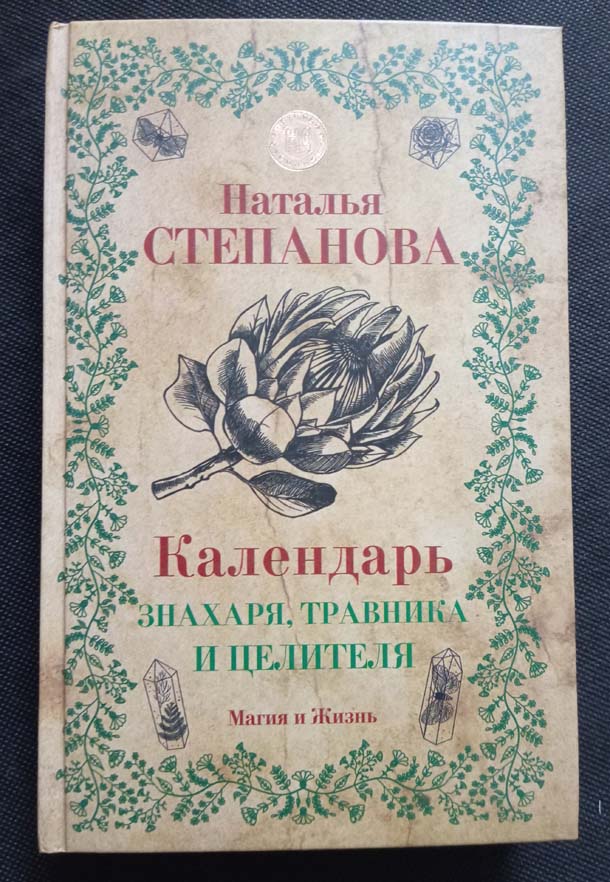 Наталья
СТЕПАНОВА
Календарь
ЗНАХАРЯ, ТРАВНИКА
И ЦЕЛИТЕЛЯ
Магия и Жизнь